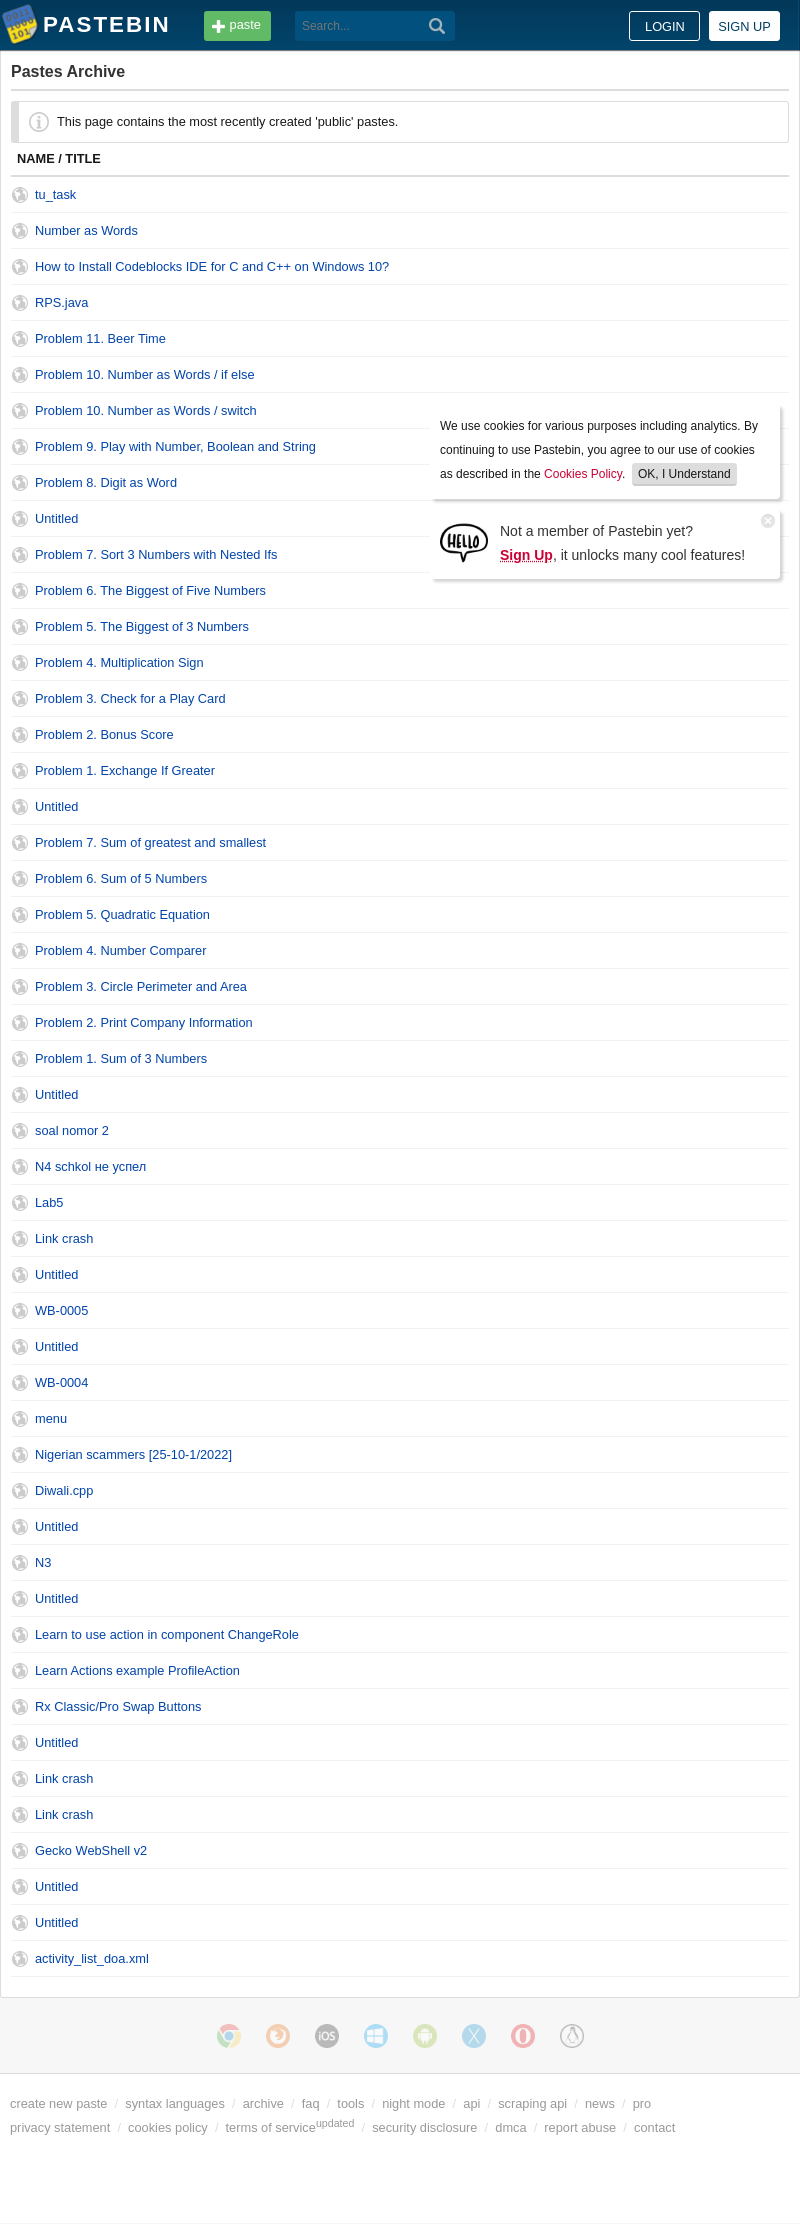 PASTEBIN paste Search... LOGIN SIGN UP
Pastes Archive
This page contains the most recently created 'public' pastes.
NAME / TITLE
tu_task
Number as Words
How to Install Codeblocks IDE for C and C++ on Windows 10?
RPS.java
Problem 11. Beer Time
Problem 10. Number as Words / if else
Problem 10. Number as Words / switch
Problem 9. Play with Number, Boolean and String
Problem 8. Digit as Word
Untitled
Problem 7. Sort 3 Numbers with Nested Ifs
Problem 6. The Biggest of Five Numbers
Problem 5. The Biggest of 3 Numbers
Problem 4. Multiplication Sign
Problem 3. Check for a Play Card
Problem 2. Bonus Score
Problem 1. Exchange If Greater
Untitled
Problem 7. Sum of greatest and smallest
Problem 6. Sum of 5 Numbers
Problem 5. Quadratic Equation
Problem 4. Number Comparer
Problem 3. Circle Perimeter and Area
Problem 2. Print Company Information
Problem 1. Sum of 3 Numbers
Untitled
soal nomor 2
N4 schkol не успел
Lab5
Link crash
Untitled
WB-0005
Untitled
WB-0004
menu
Nigerian scammers [25-10-1/2022]
Diwali.cpp
Untitled
N3
Untitled
Learn to use action in component ChangeRole
Learn Actions example ProfileAction
Rx Classic/Pro Swap Buttons
Untitled
Link crash
Link crash
Gecko WebShell v2
Untitled
Untitled
activity_list_doa.xml
We use cookies for various purposes including analytics. By
continuing to use Pastebin, you agree to our use of cookies
as described in the Cookies Policy. OK, I Understand
HELLO
Not a member of Pastebin yet?
Sign Up, it unlocks many cool features!
iOS
create new paste / syntax languages / archive / faq / tools / night mode / api / scraping api / news / pro
privacy statement / cookies policy / terms of service updated / security disclosure / dmca / report abuse / contact